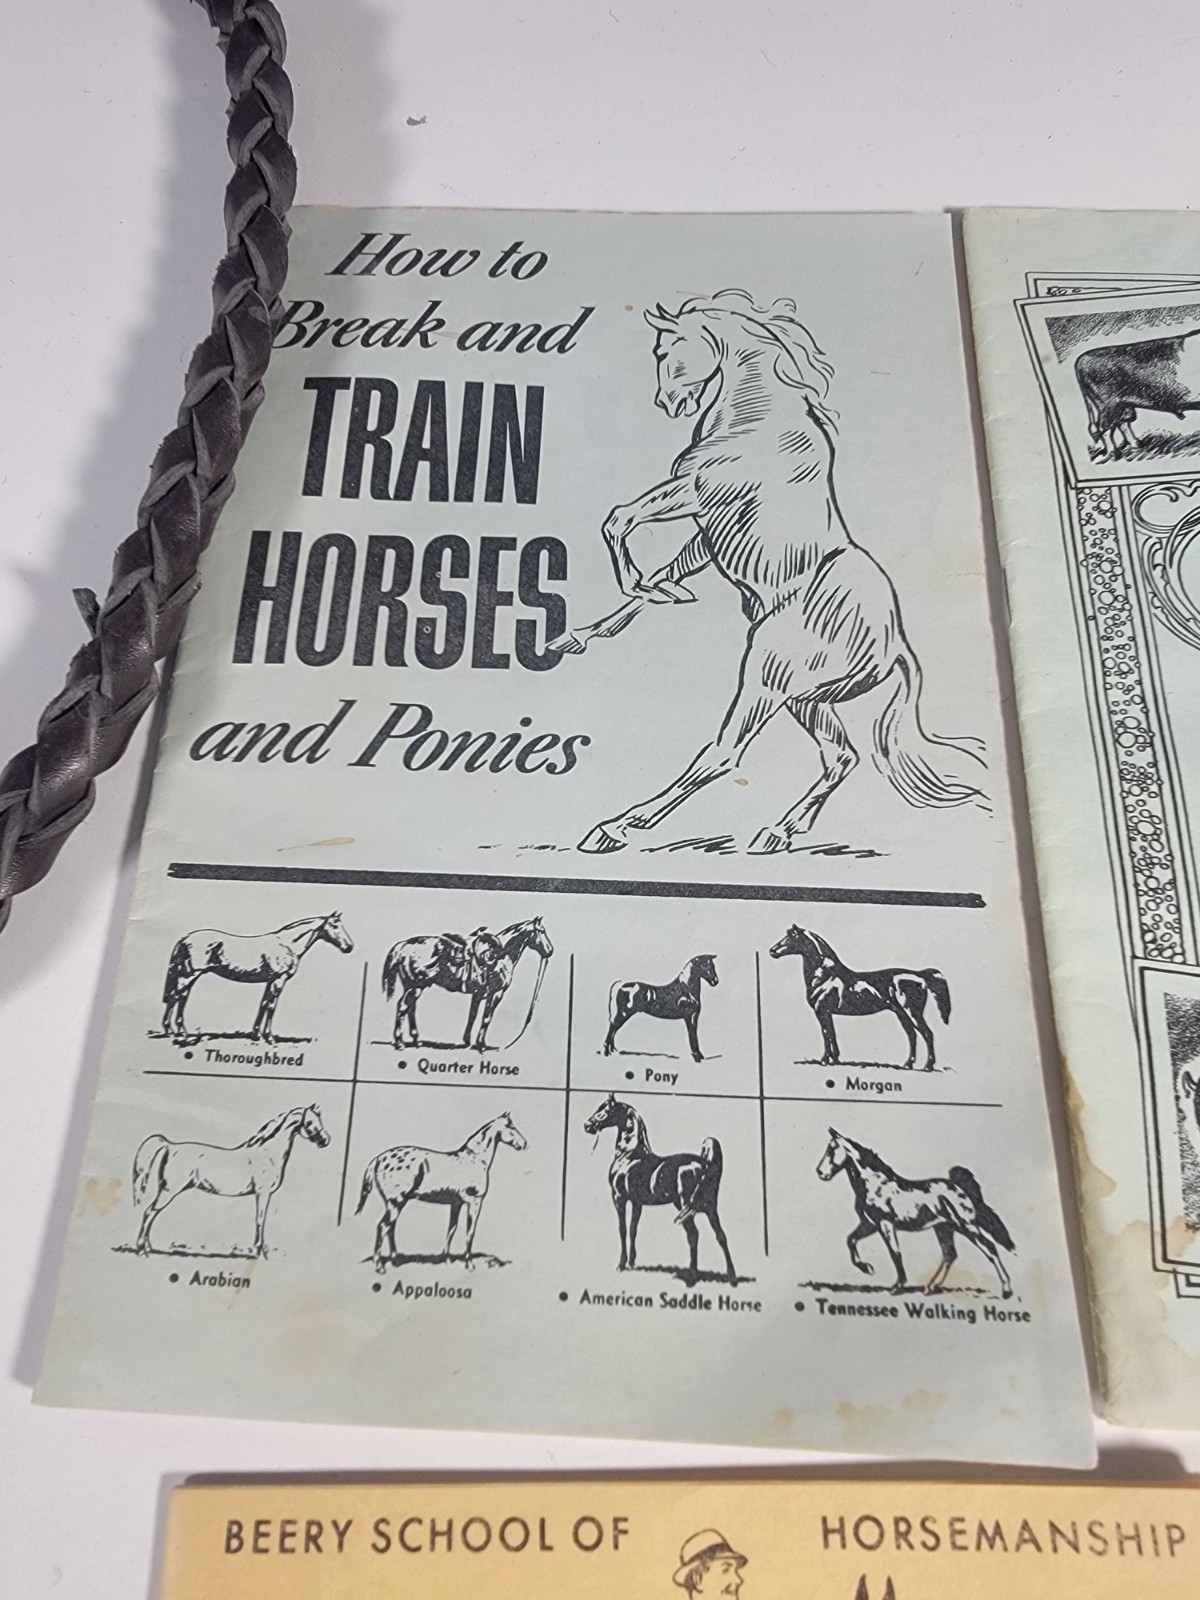 How to
Break and
TRAIN
HORSES
and Ponies
• Thoroughbred
• Quarter Horse
• Pony
• Morgan
• Arabian
• Appaloosa
• American Saddle Horse
• Tennessee Walking Horse
BEERY SCHOOL OF HORSEMANSHIP